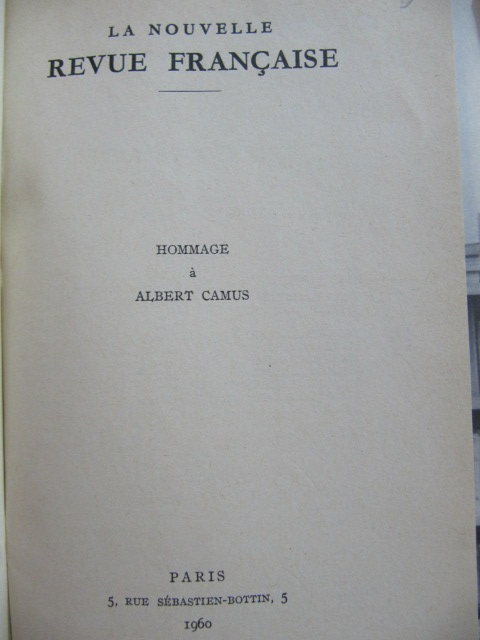 LA NOUVELLE
REVUE FRANÇAISE
HOMMAGE
à
ALBERT CAMUS
PARIS
5, RUE SÉBASTIEN-BOTTIN, 5
1960